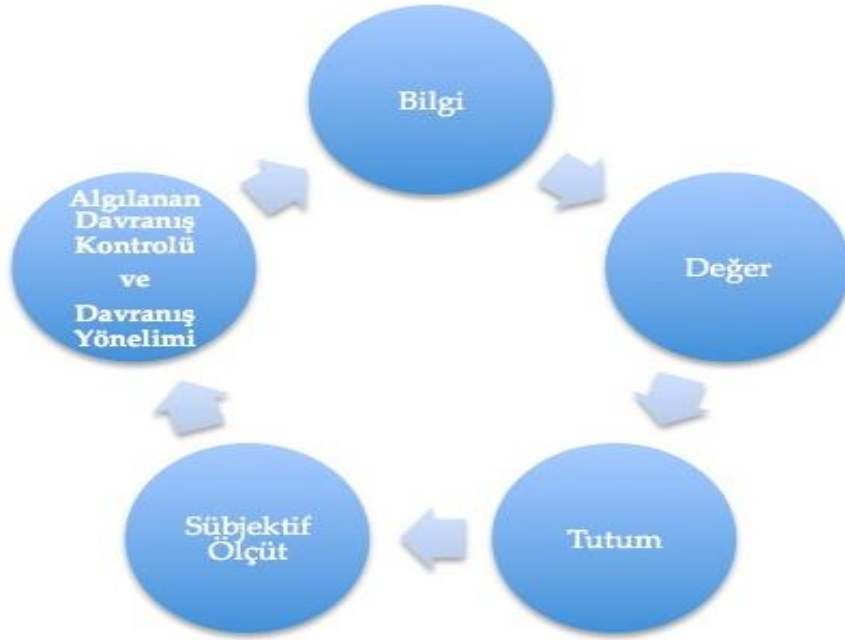 Bilgi
Değer
Tutum
Sübjektif
Ölçüt
Algılanan
Davranış
Kontrolü
ve
Davranış
Yönelimi